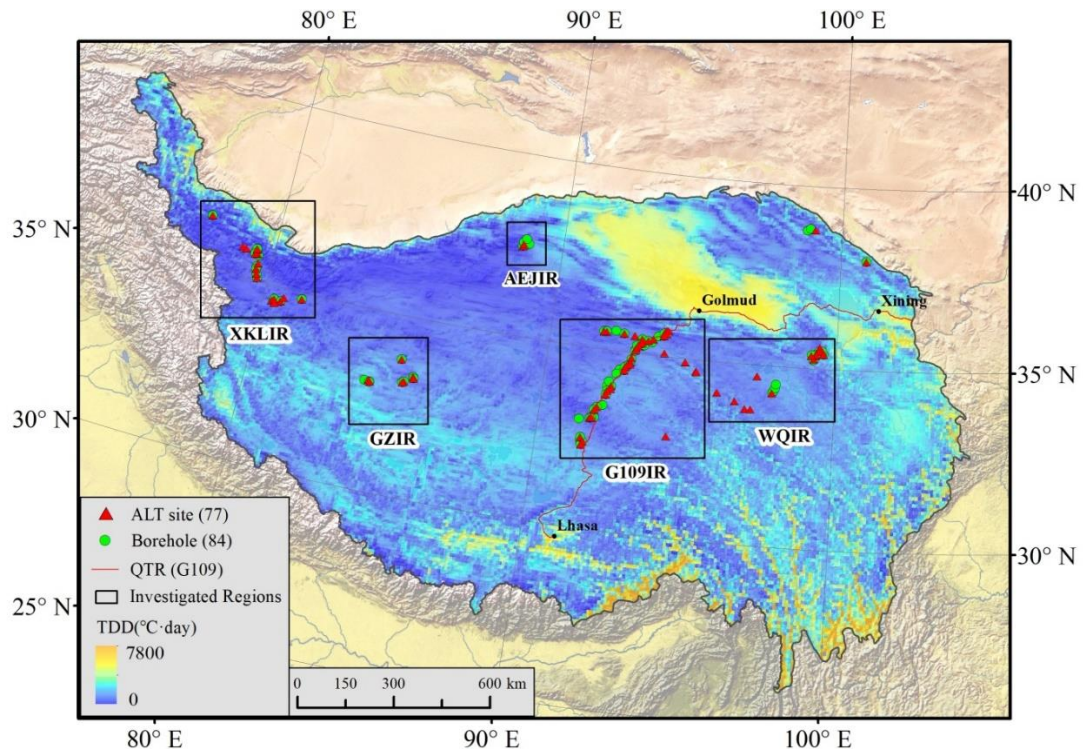 80° E
90° E
100° E
40° N
35° N
AEJIR
Golmud
Xining
XKLIR
35° N
GZIR
WQIR
30° N
G109IR
Lhasa
ALT site (77)
Borehole (84)
30° N
QTR (G109)
Investigated Regions
25° N
TDD(°C·day)
7800
0
0 150 300 600 km
80° E
90° E
100° E